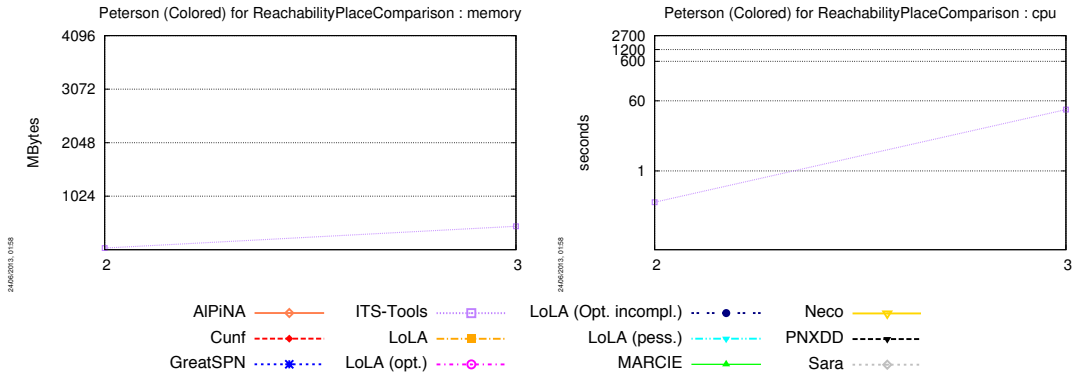 Peterson (Colored) for ReachabilityPlaceComparison : memory
4096
3072
2048
1024
MBytes
2
3
24/06/2013, 01:58
Peterson (Colored) for ReachabilityPlaceComparison : cpu
2700
1200
600
60
1
seconds
2
3
24/06/2013, 01:58
AlPiNA
Cunf
GreatSPN
ITS-Tools
LoLA
LoLA (opt.)
LoLA (Opt. incompl.)
LoLA (pess.)
MARCIE
Neco
PNXDD
Sara